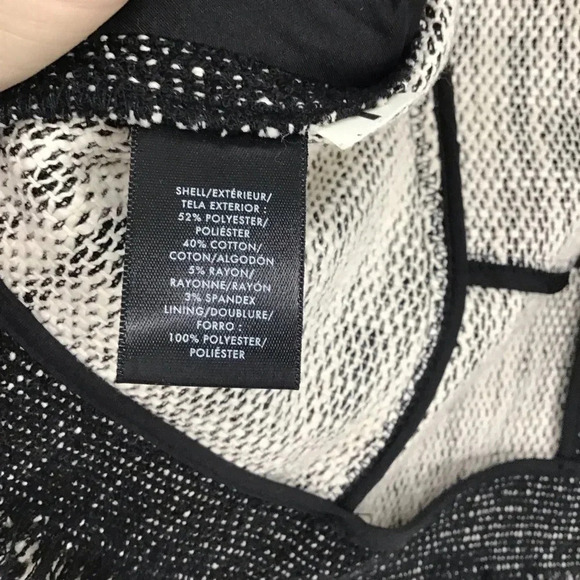 SHELL/EXTÉRIEUR/
TELA EXTERIOR :
52% POLYESTER/
POLIÉSTER
40% COTTON/
COTON/ALGODÓN
5% RAYON/
RAYONNE/RAYÓN
3% SPANDEX
LINING/DOUBLURE/
FORRO :
100% POLYESTER/
POLIÉSTER